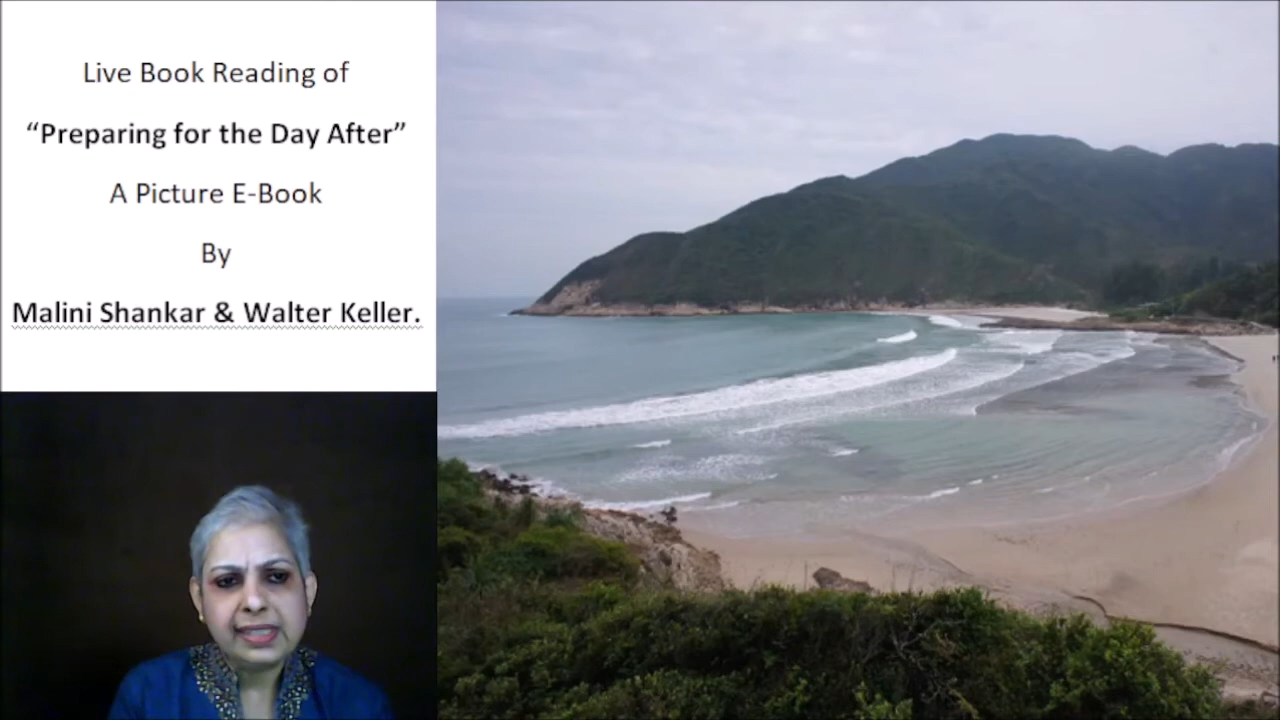 Live Book Reading of
“Preparing for the Day After”
A Picture E-Book
By
Malini Shankar & Walter Keller.